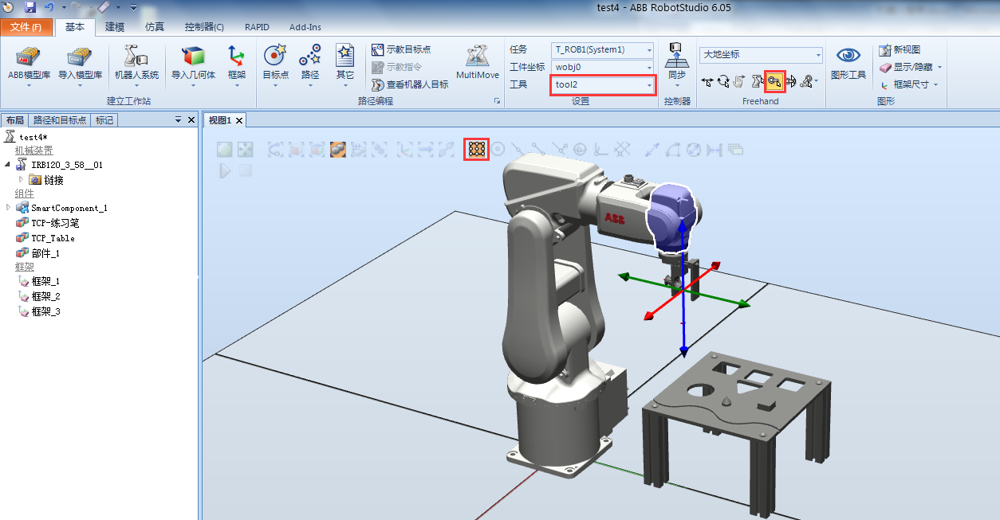 test4 - ABB RobotStudio 6.05
文件(F) 基本 建模 仿真 控制器(C) RAPID Add-Ins
ABB模型库 导入模型库 机器人系统 导入几何体 框架
建立工作站
目标点 路径 其它
示教目标点
示教指令
查看机器人目标
MultiMove
路径编程
任务 T_ROB1(System1)
工件坐标 wobj0
工具 tool2
设置
同步
控制器
大地坐标
Freehand
图形工具
新视图
显示/隐藏
框架尺寸
图形
布局 路径和目标点 标记
test4*
机械装置
IRB120_3_58__01
链接
组件
SmartComponent_1
TCP-练习笔
TCP_Table
部件_1
框架
框架_1
框架_2
框架_3
视图1
ABB